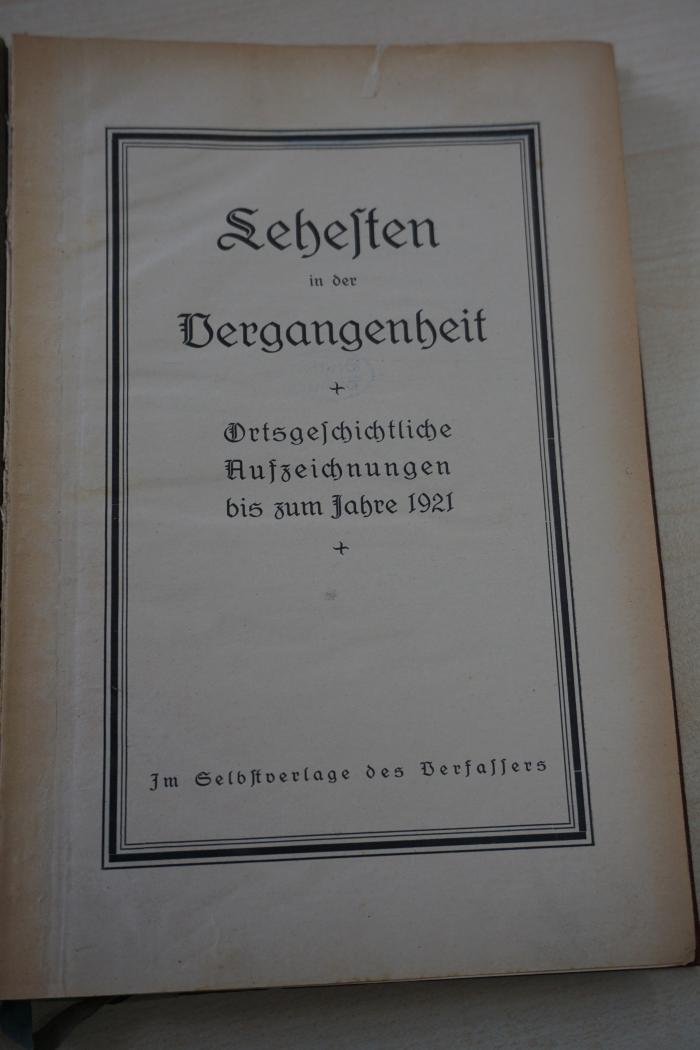 Lehesten
in der
Vergangenheit
Ortsgeschichtliche
Aufzeichnungen
bis zum Jahre 1921
Im Selbstverlage des Verfassers